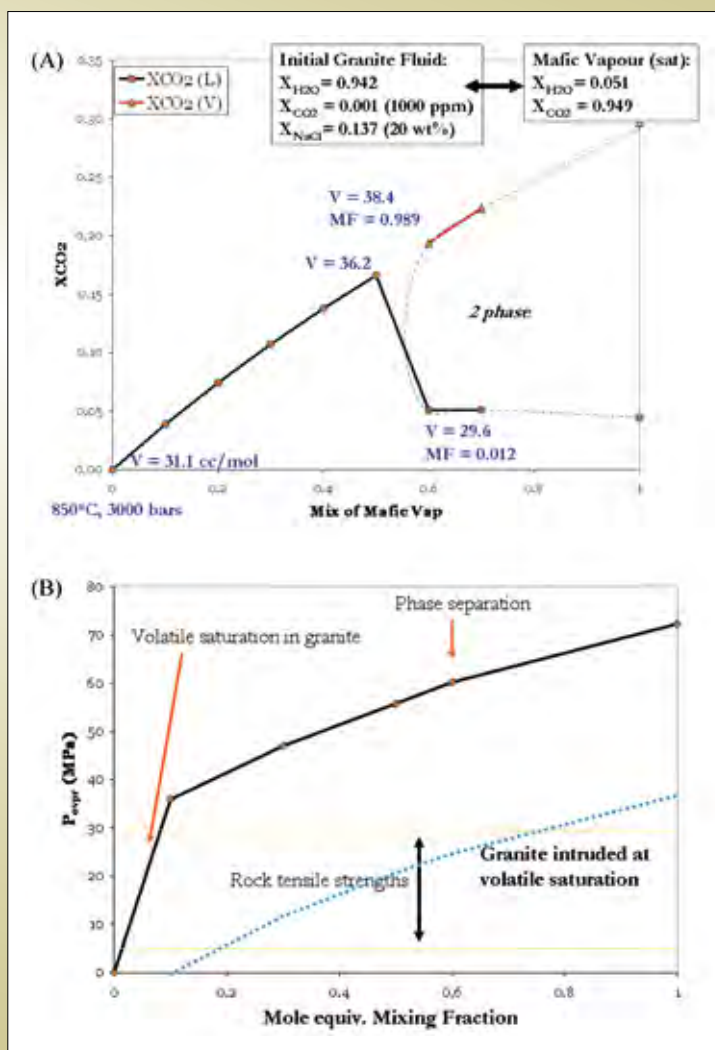 (A)
0.35
0.30
0.25
0.20
0.15
0.10
0.05
0.00
XCO2
XCO2 (L)
XCO2 (V)
Initial Granite Fluid:
XH2O = 0.942
XCO2 = 0.001 (1000 ppm)
XNaCl = 0.137 (20 wt%)
Mafic Vapour (sat):
XH2O = 0.051
XCO2 = 0.949
V = 38.4
MF = 0.989
V = 36.2
2 phase
V = 29.6
MF = 0.012
V = 31.1 cc/mol
0 0.2 0.4 0.6 0.8 1
850°C, 3000 bars
Mix of Mafic Vap
(B)
80
70
60
50
40
30
20
10
0
Povpr (MPa)
Phase separation
Volatile saturation in granite
Granite intruded at
volatile saturation
Rock tensile strengths
0 0.2 0.4 0.6 0.8 1
Mole equiv. Mixing Fraction